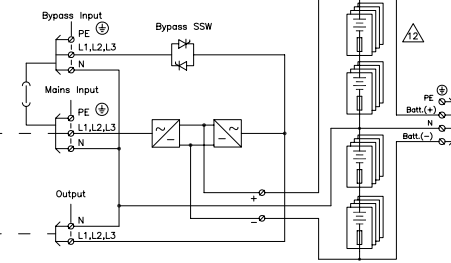 Bypass Input
PE
L1,L2,L3
N
Bypass SSW
Mains Input
PE
L1,L2,L3
N
Output
N
L1,L2,L3
+
−
12
PE
Batt.(+)
N
Batt.(−)